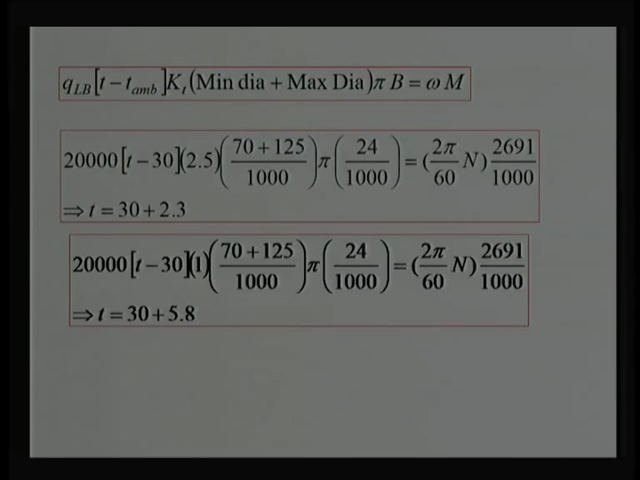 q_LB [t − t_amb] K_t (Min dia + Max Dia) π B = ω M
20000 [t − 30] (2.5) ((70 + 125)/1000) π (24/1000) = ((2π/60) N) 2691/1000
⇒ t = 30 + 2.3
20000 [t − 30] (1) ((70 + 125)/1000) π (24/1000) = ((2π/60) N) 2691/1000
⇒ t = 30 + 5.8